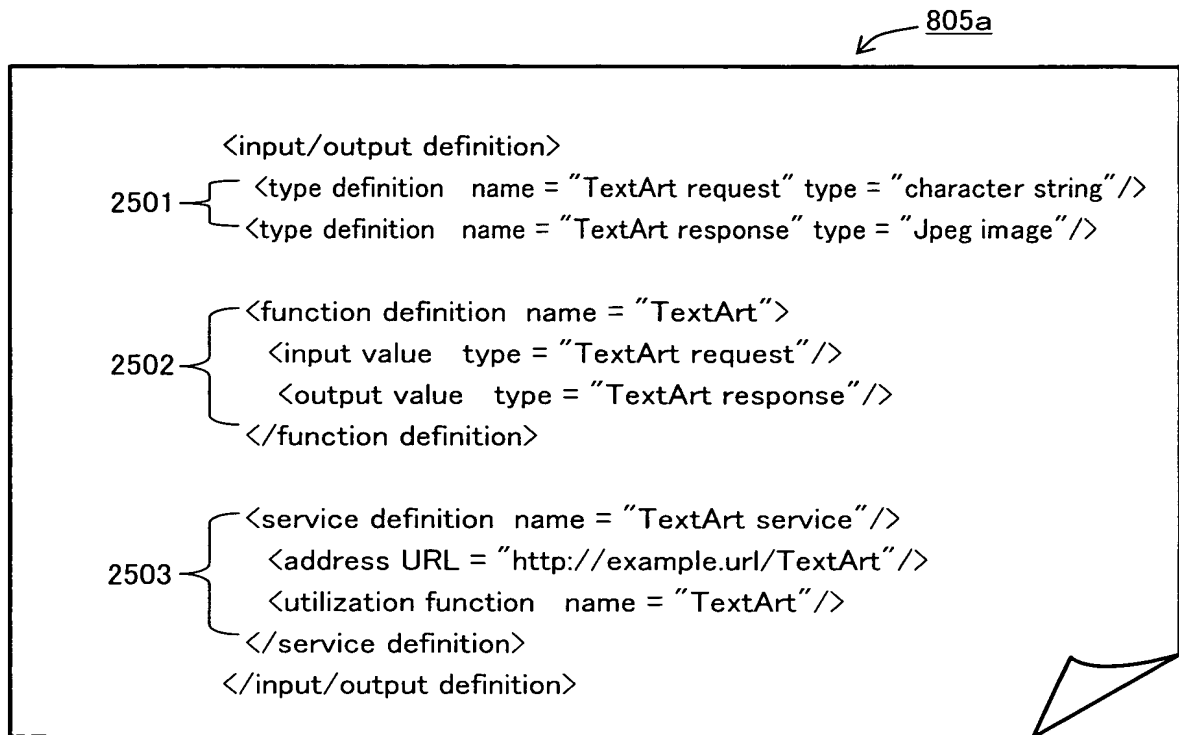 805a
<input/output definition>
2501
<type definition name = "TextArt request" type = "character string"/>
<type definition name = "TextArt response" type = "Jpeg image"/>
2502
<function definition name = "TextArt">
<input value type = "TextArt request"/>
<output value type = "TextArt response"/>
</function definition>
2503
<service definition name = "TextArt service"/>
<address URL = "http://example.url/TextArt"/>
<utilization function name = "TextArt"/>
</service definition>
</input/output definition>